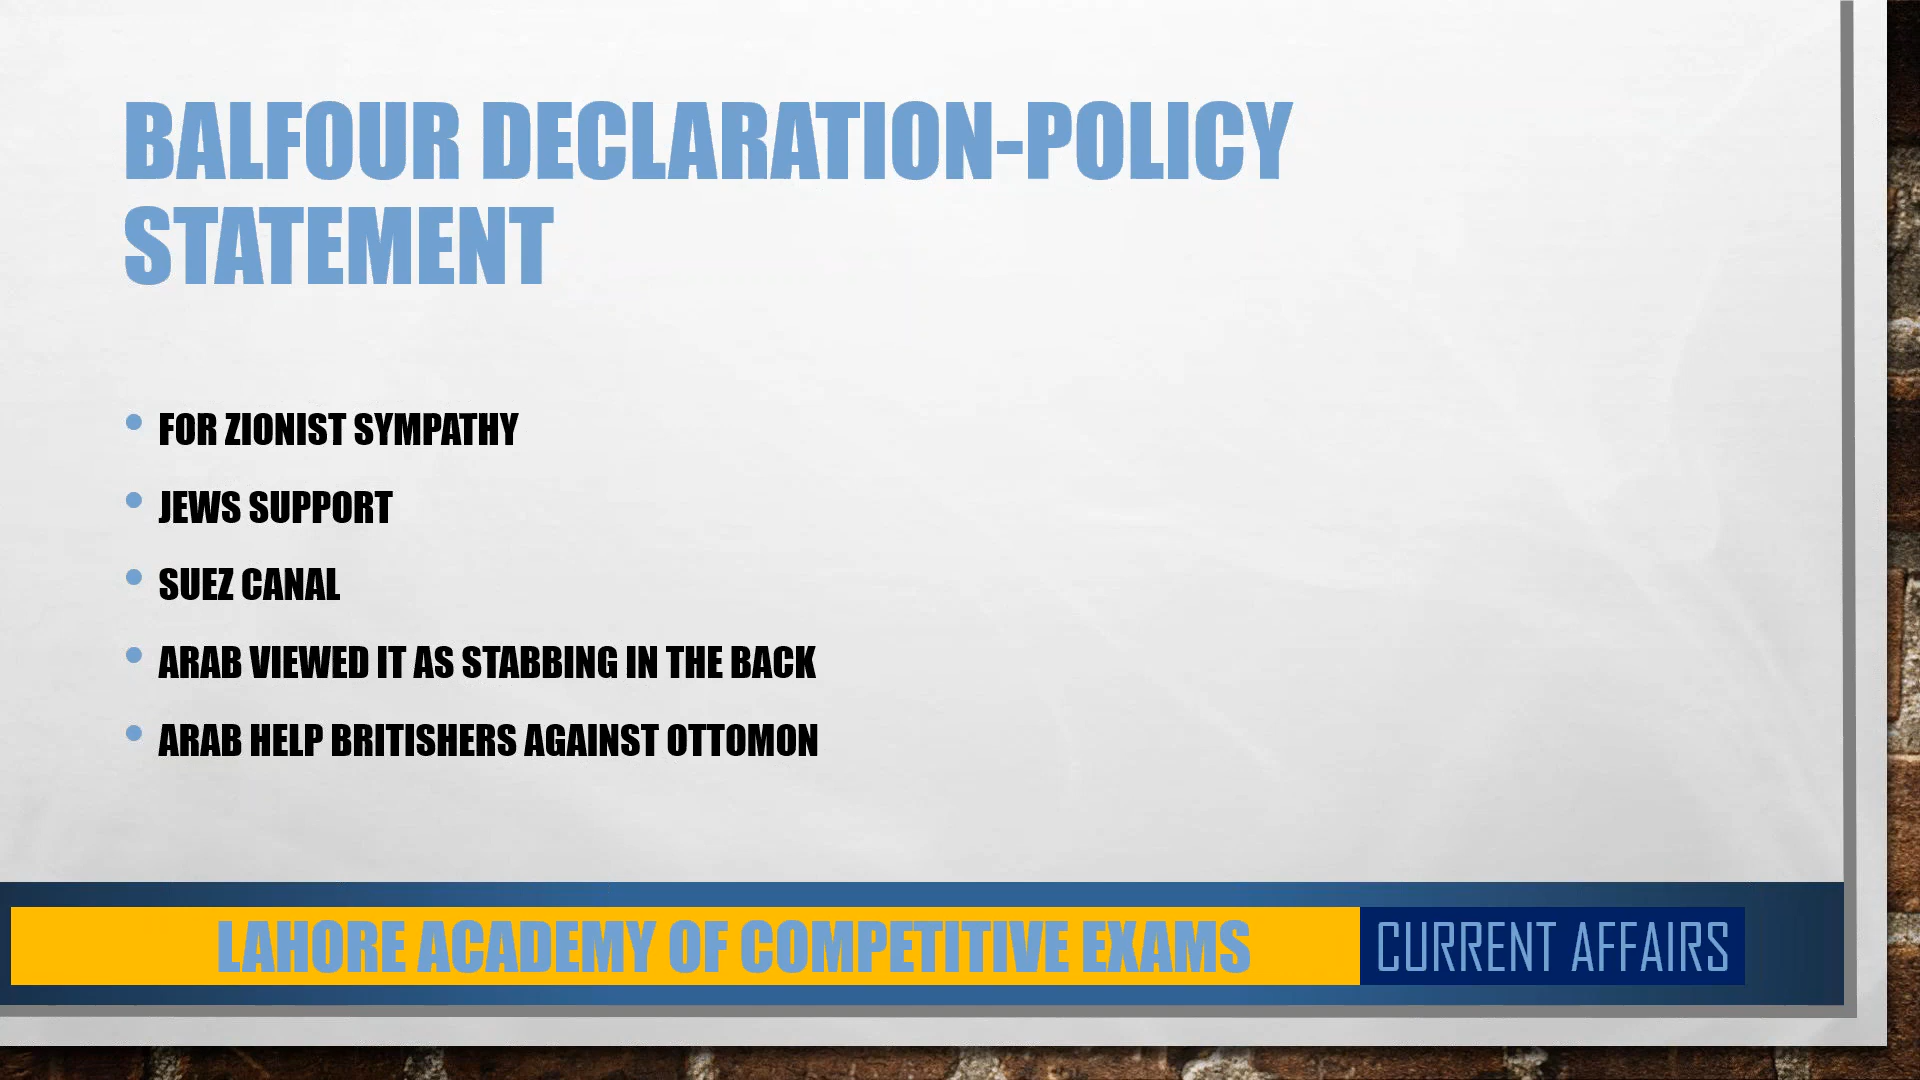 BALFOUR DECLARATION-POLICY
STATEMENT
• FOR ZIONIST SYMPATHY
• JEWS SUPPORT
• SUEZ CANAL
• ARAB VIEWED IT AS STABBING IN THE BACK
• ARAB HELP BRITISHERS AGAINST OTTOMON
LAHORE ACADEMY OF COMPETITIVE EXAMS
CURRENT AFFAIRS